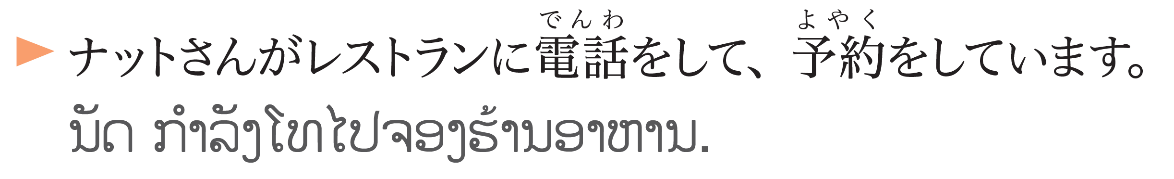 でんわ よやく
ナットさんがレストランに電話をして、予約をしています。
ນັດ ກຳລັງໂທໄປຈອງຮ້ານອາຫານ.